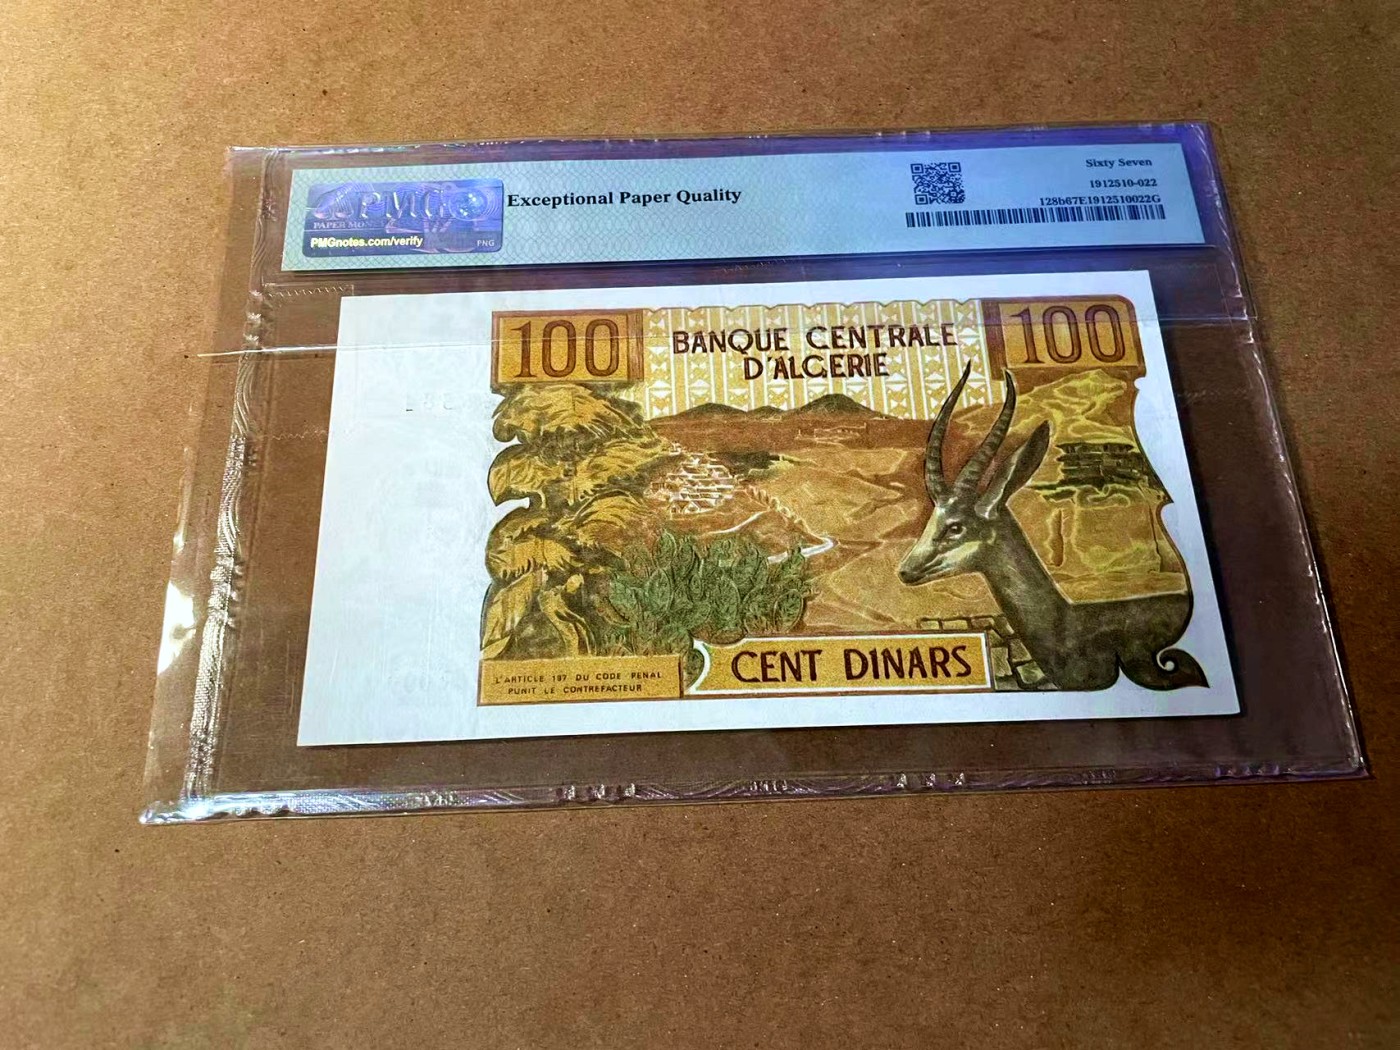 PMG
PAPER MONEY
PMGnotes.com/verify
PNG
Exceptional Paper Quality
Sixty Seven
1912510-022
128b67E1912510022G
100
BANQUE CENTRALE
D'ALGERIE
100
L'ARTICLE 197 DU CODE PENAL
PUNIT LE CONTREFACTEUR
CENT DINARS